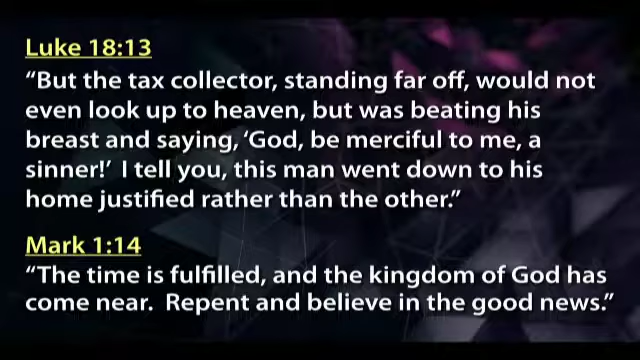 Luke 18:13
“But the tax collector, standing far off, would not
even look up to heaven, but was beating his
breast and saying, ‘God, be merciful to me, a
sinner!’  I tell you, this man went down to his
home justified rather than the other.”
Mark 1:14
“The time is fulfilled, and the kingdom of God has
come near.  Repent and believe in the good news.”